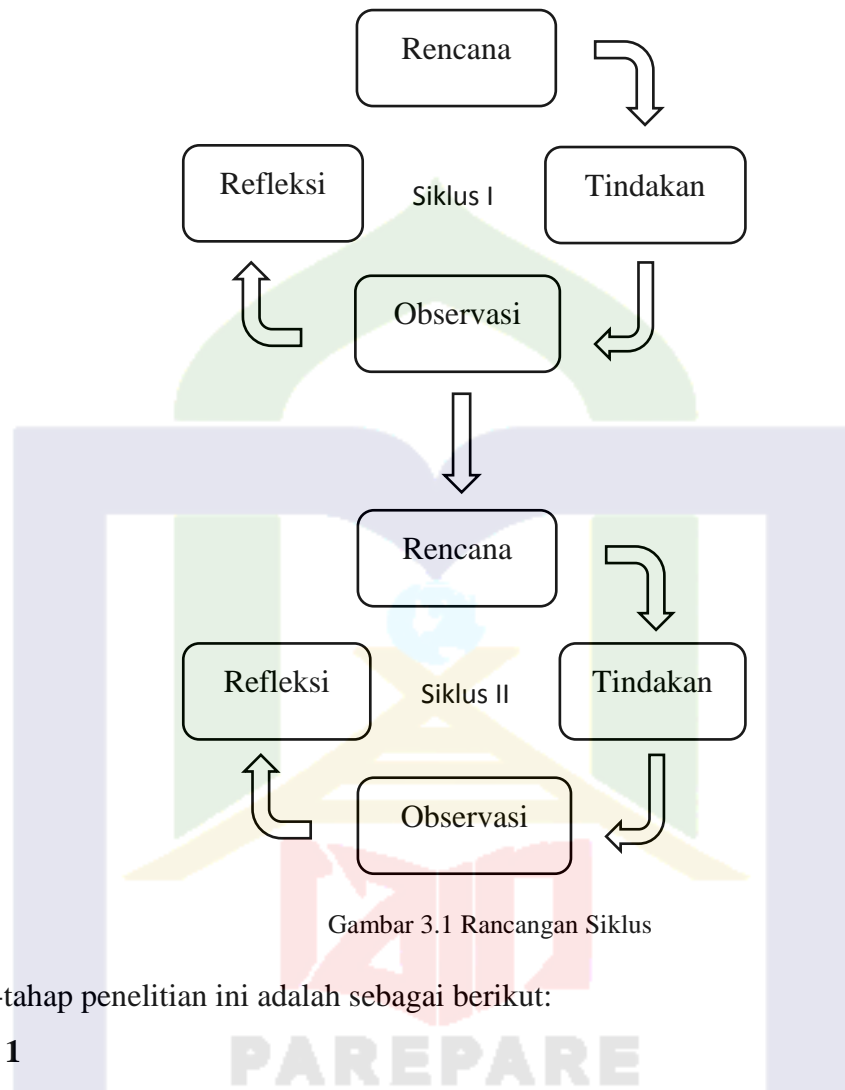 Rencana
Refleksi
Siklus I
Tindakan
Observasi
Rencana
Refleksi
Siklus II
Tindakan
Observasi
Gambar 3.1 Rancangan Siklus
-tahap penelitian ini adalah sebagai berikut:
1
PAREPARE